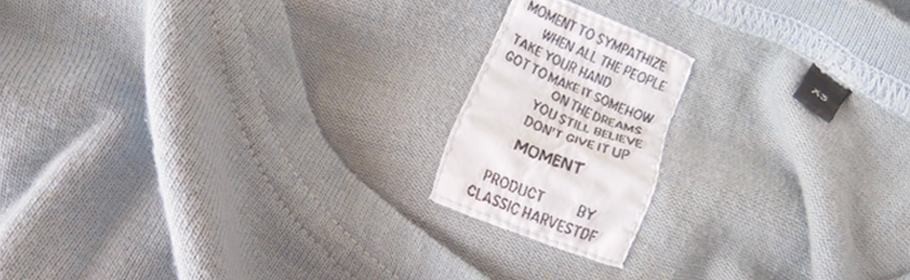 MOMENT TO SYMPATHIZE
WHEN ALL THE PEOPLE
TAKE YOUR HAND
GOT TO MAKE IT SOMEHOW
ON THE DREAMS
YOU STILL BELIEVE
DON'T GIVE IT UP
MOMENT
PRODUCT BY
CLASSIC HARVESTDF
XS